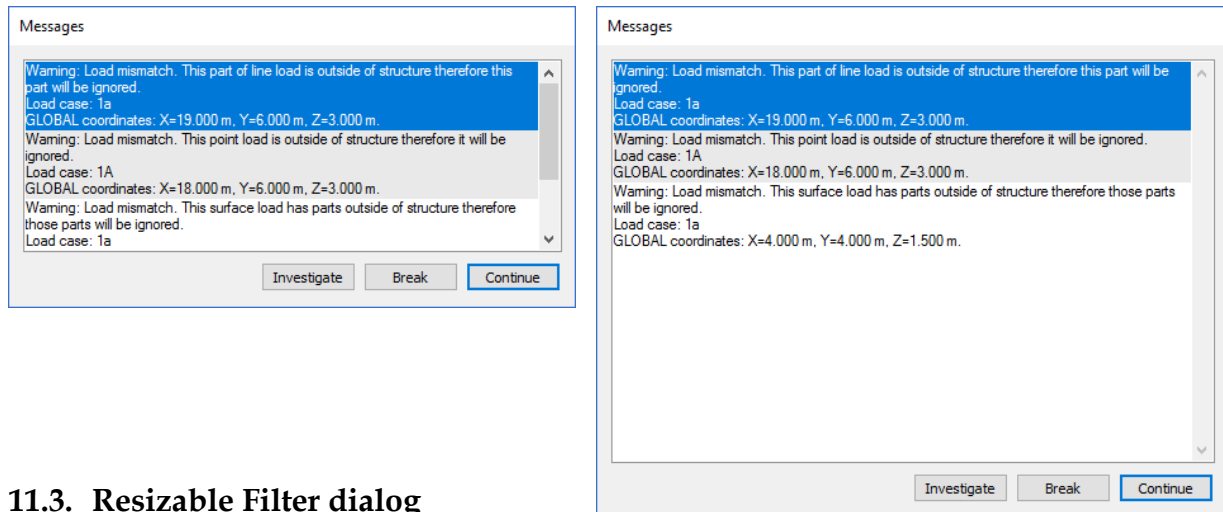 Messages
Warning: Load mismatch. This part of line load is outside of structure therefore this
part will be ignored.
Load case: 1a
GLOBAL coordinates: X=19.000 m, Y=6.000 m, Z=3.000 m.
Warning: Load mismatch. This point load is outside of structure therefore it will be
ignored.
Load case: 1A
GLOBAL coordinates: X=18.000 m, Y=6.000 m, Z=3.000 m.
Warning: Load mismatch. This surface load has parts outside of structure therefore
those parts will be ignored.
Load case: 1a
Investigate Break Continue
Messages
Warning: Load mismatch. This part of line load is outside of structure therefore this part will be
ignored.
Load case: 1a
GLOBAL coordinates: X=19.000 m, Y=6.000 m, Z=3.000 m.
Warning: Load mismatch. This point load is outside of structure therefore it will be ignored.
Load case: 1A
GLOBAL coordinates: X=18.000 m, Y=6.000 m, Z=3.000 m.
Warning: Load mismatch. This surface load has parts outside of structure therefore those parts
will be ignored.
Load case: 1a
GLOBAL coordinates: X=4.000 m, Y=4.000 m, Z=1.500 m.
Investigate Break Continue
11.3. Resizable Filter dialog